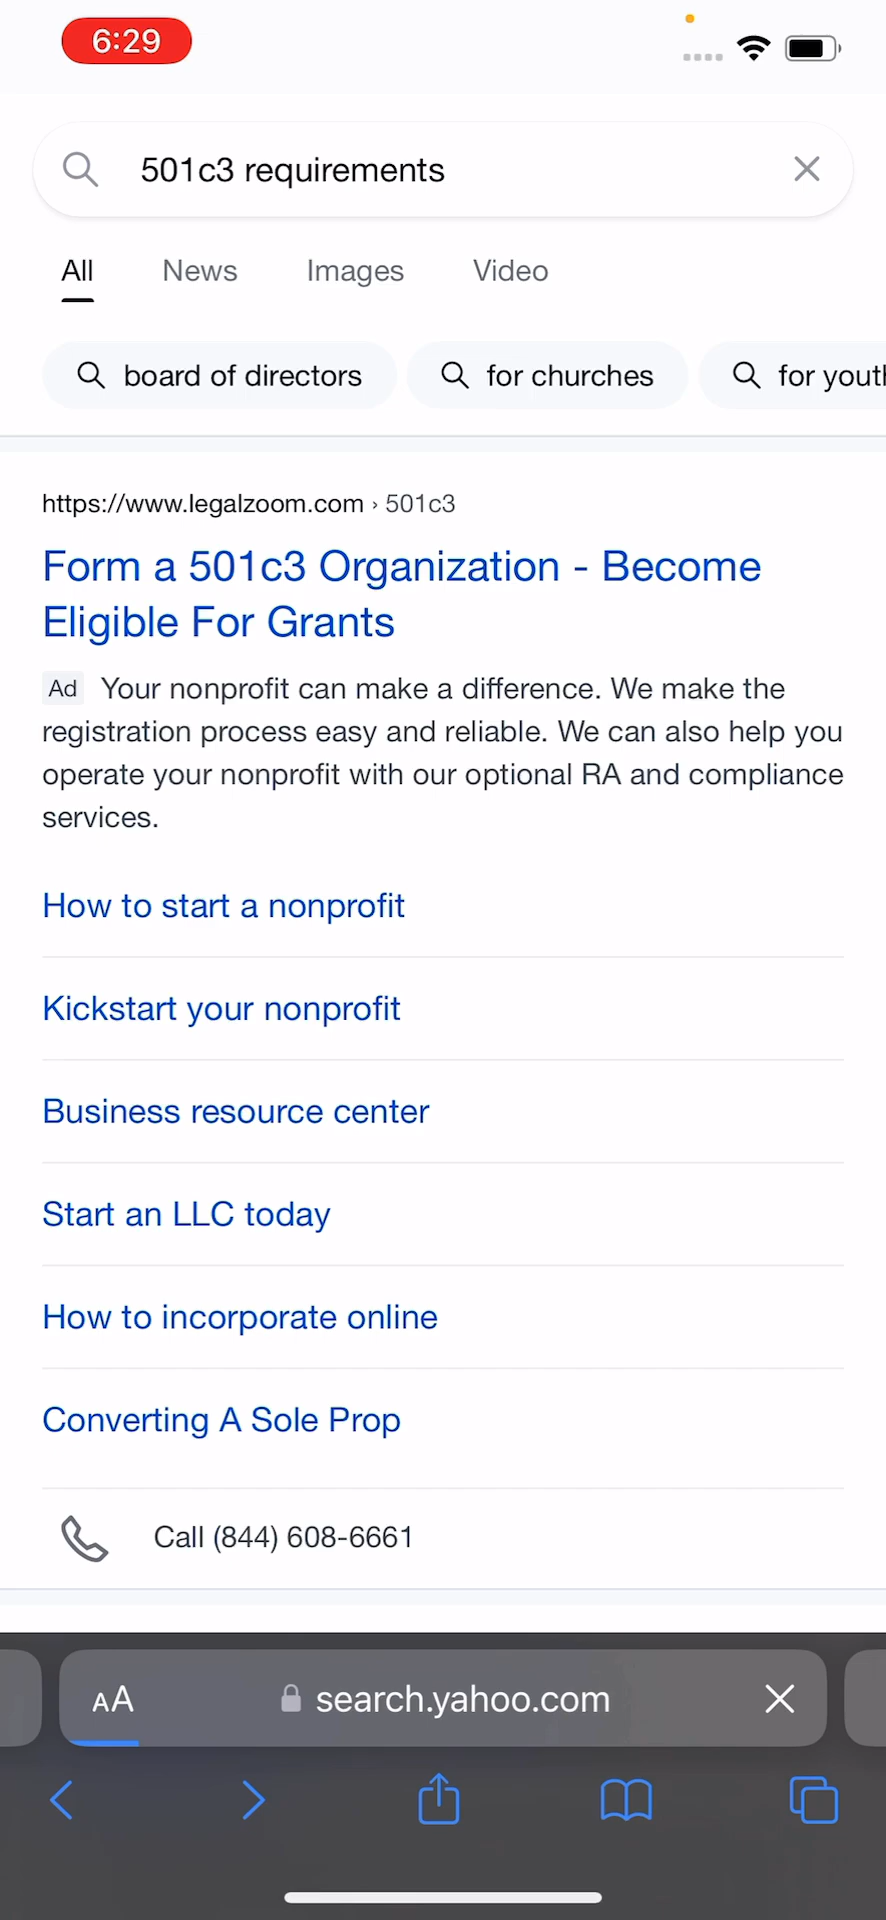 6:29
501c3 requirements
All News Images Video
board of directors for churches for yout
https://www.legalzoom.com › 501c3
Form a 501c3 Organization - Become
Eligible For Grants
Ad Your nonprofit can make a difference. We make the
registration process easy and reliable. We can also help you
operate your nonprofit with our optional RA and compliance
services.
How to start a nonprofit
Kickstart your nonprofit
Business resource center
Start an LLC today
How to incorporate online
Converting A Sole Prop
Call (844) 608-6661
AA search.yahoo.com